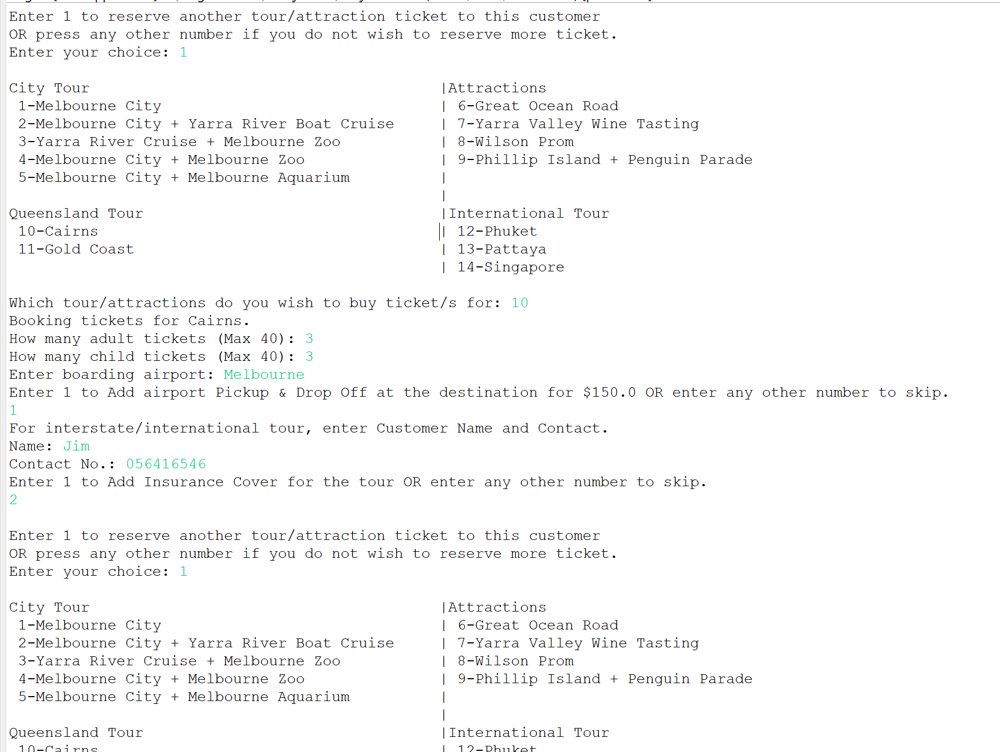 Enter 1 to reserve another tour/attraction ticket to this customer
OR press any other number if you do not wish to reserve more ticket.
Enter your choice: 1
City Tour                                       |Attractions
 1-Melbourne City                               | 6-Great Ocean Road
 2-Melbourne City + Yarra River Boat Cruise     | 7-Yarra Valley Wine Tasting
 3-Yarra River Cruise + Melbourne Zoo           | 8-Wilson Prom
 4-Melbourne City + Melbourne Zoo               | 9-Phillip Island + Penguin Parade
 5-Melbourne City + Melbourne Aquarium          |
                                                |
Queensland Tour                                 |International Tour
 10-Cairns                                      | 12-Phuket
 11-Gold Coast                                  | 13-Pattaya
                                                | 14-Singapore
Which tour/attractions do you wish to buy ticket/s for: 10
Booking tickets for Cairns.
How many adult tickets (Max 40): 3
How many child tickets (Max 40): 3
Enter boarding airport: Melbourne
Enter 1 to Add airport Pickup & Drop Off at the destination for $150.0 OR enter any other number to skip.
1
For interstate/international tour, enter Customer Name and Contact.
Name: Jim
Contact No.: 056416546
Enter 1 to Add Insurance Cover for the tour OR enter any other number to skip.
2
Enter 1 to reserve another tour/attraction ticket to this customer
OR press any other number if you do not wish to reserve more ticket.
Enter your choice: 1
City Tour                                       |Attractions
 1-Melbourne City                               | 6-Great Ocean Road
 2-Melbourne City + Yarra River Boat Cruise     | 7-Yarra Valley Wine Tasting
 3-Yarra River Cruise + Melbourne Zoo           | 8-Wilson Prom
 4-Melbourne City + Melbourne Zoo               | 9-Phillip Island + Penguin Parade
 5-Melbourne City + Melbourne Aquarium          |
                                                |
Queensland Tour                                 |International Tour
 10-Cairns                                      | 12-Phuket